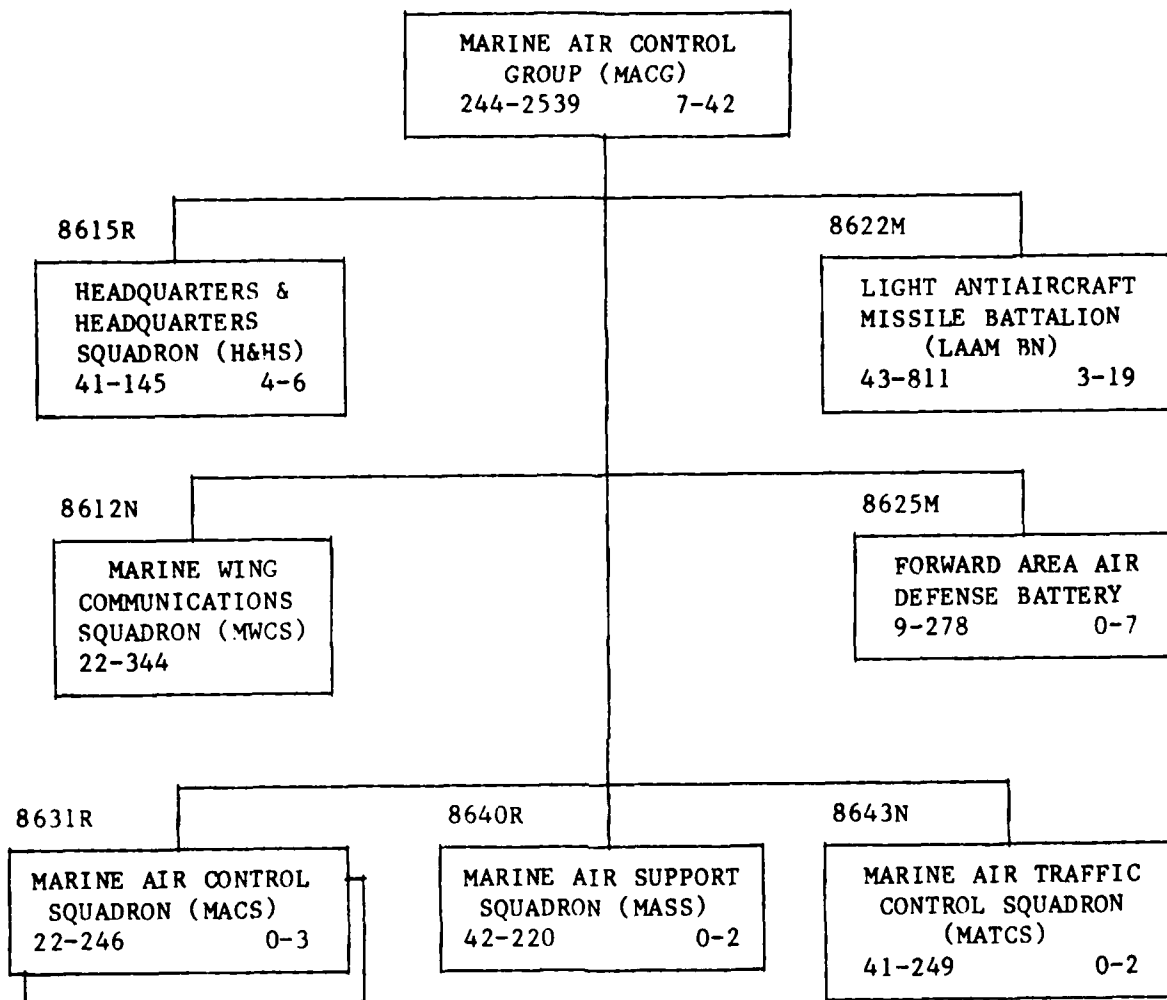 MARINE AIR CONTROL
GROUP (MACG)
244-2539 7-42
8615R
HEADQUARTERS &
HEADQUARTERS
SQUADRON (H&HS)
41-145 4-6
8622M
LIGHT ANTIAIRCRAFT
MISSILE BATTALION
(LAAM BN)
43-811 3-19
8612N
MARINE WING
COMMUNICATIONS
SQUADRON (MWCS)
22-344
8625M
FORWARD AREA AIR
DEFENSE BATTERY
9-278 0-7
8631R
MARINE AIR CONTROL
SQUADRON (MACS)
22-246 0-3
8640R
MARINE AIR SUPPORT
SQUADRON (MASS)
42-220 0-2
8643N
MARINE AIR TRAFFIC
CONTROL SQUADRON
(MATCS)
41-249 0-2